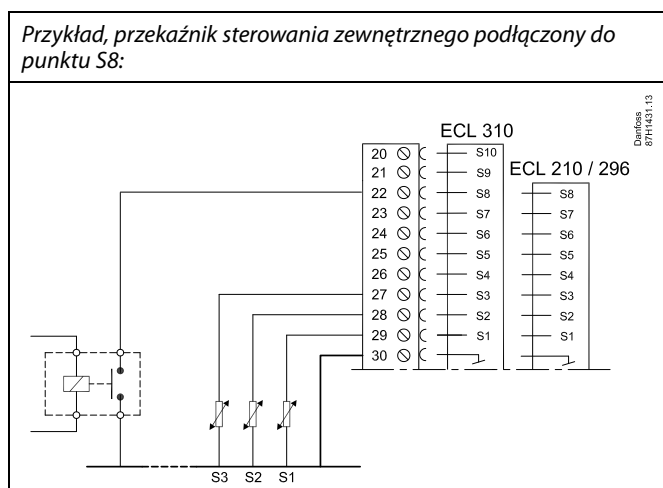 Przykład, przekaźnik sterowania zewnętrznego podłączony do
punktu S8:
Danfoss
87H1431.13
ECL 310
ECL 210 / 296
20 S10
21 S9
22 S8 S8
23 S7 S7
24 S6 S6
25 S5 S5
26 S4 S4
27 S3 S3
28 S2 S2
29 S1 S1
30
S3 S2 S1